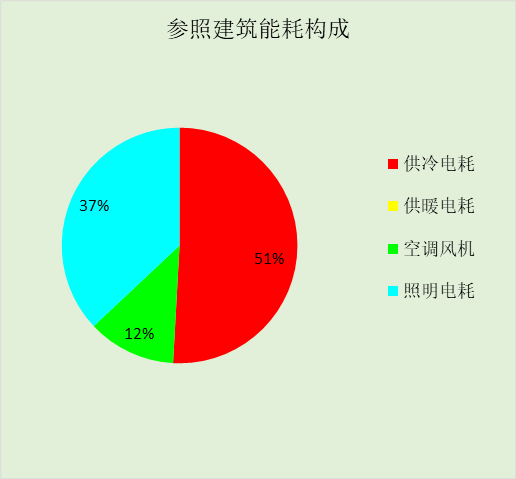 参照建筑能耗构成
供冷电耗
37%
供暖电耗
空调风机
51%
照明电耗
12%